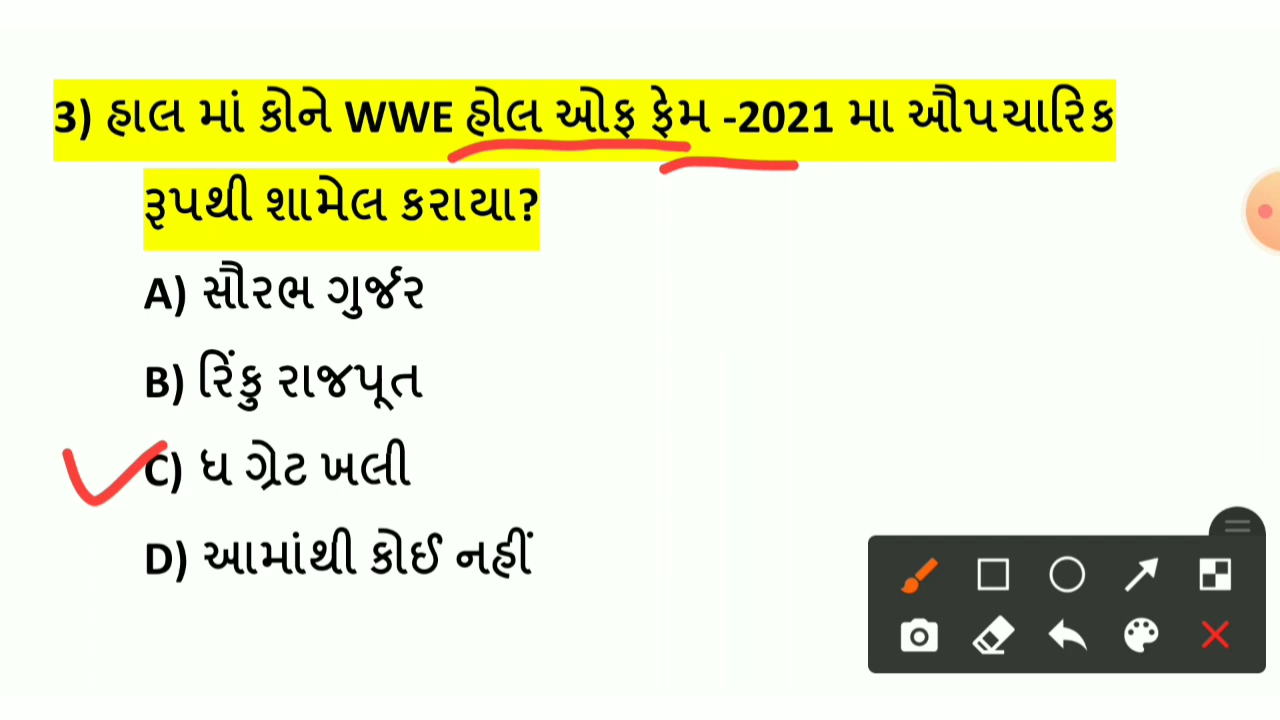 3) હાલ માં કોને WWE હોલ ઓફ ફેમ -2021 મા ઔપચારિક
રૂપથી શામેલ કરાયા?
A) સૌરભ ગુર્જર
B) રિંકુ રાજપૂત
C) ધ ગ્રેટ ખલી
D) આમાંથી કોઈ નહીં